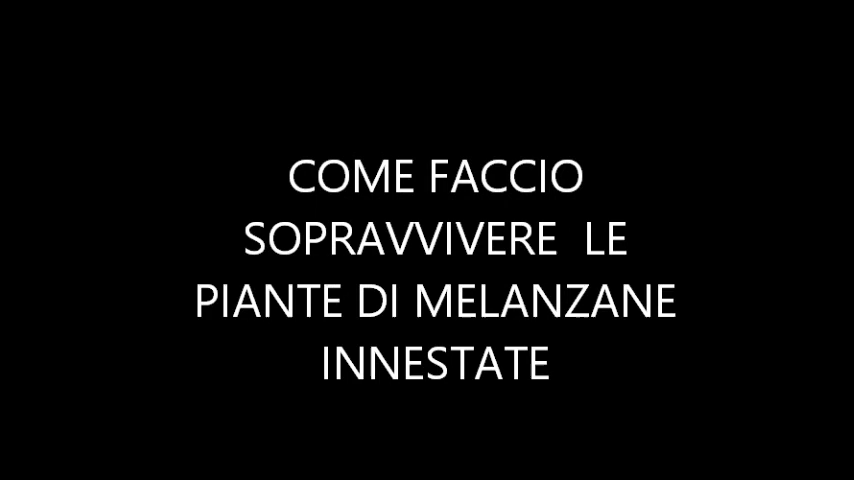 COME FACCIO
SOPRAVVIVERE LE
PIANTE DI MELANZANE
INNESTATE